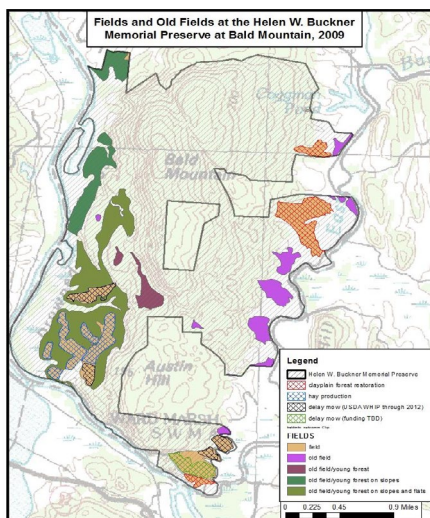 Fields and Old Fields at the Helen W. Buckner
Memorial Preserve at Bald Mountain, 2009
Bald
Mountain
Austin
Hill
WARD MARSH
S W M
Legend
Helen W. Buckner Memorial Preserve
clayplain forest restoration
hay production
delay mow (USDA WHIP through 2012)
delay mow (funding TBD)
FIELDS
field
old field
old field/young forest
old field/young forest on slopes
old field/young forest on slopes and flats
0 0.225 0.45 0.9 Miles